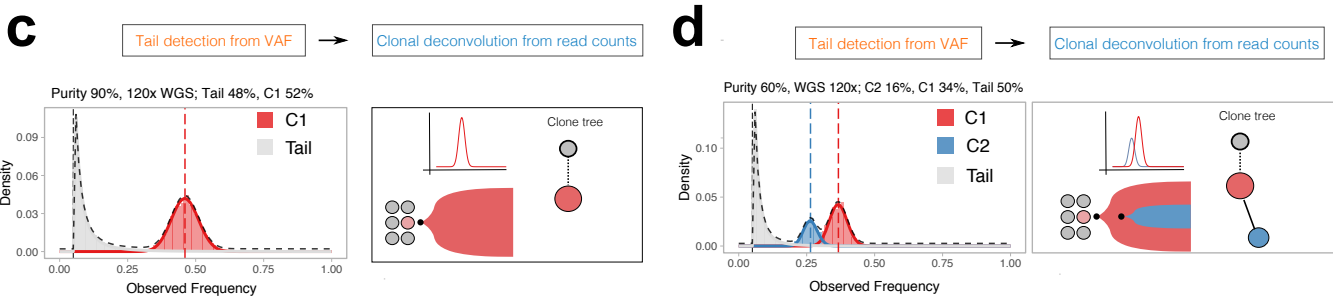 c
Tail detection from VAF
Clonal deconvolution from read counts
Purity 90%, 120x WGS; Tail 48%, C1 52%
C1
Tail
Density
0.09
0.06
0.03
0.00
0.00 0.25 0.50 0.75 1.00
Observed Frequency
Clone tree
d
Tail detection from VAF
Clonal deconvolution from read counts
Purity 60%, WGS 120x; C2 16%, C1 34%, Tail 50%
C1
C2
Tail
Density
0.10
0.05
0.00
0.00 0.25 0.50 0.75 1.00
Observed Frequency
Clone tree